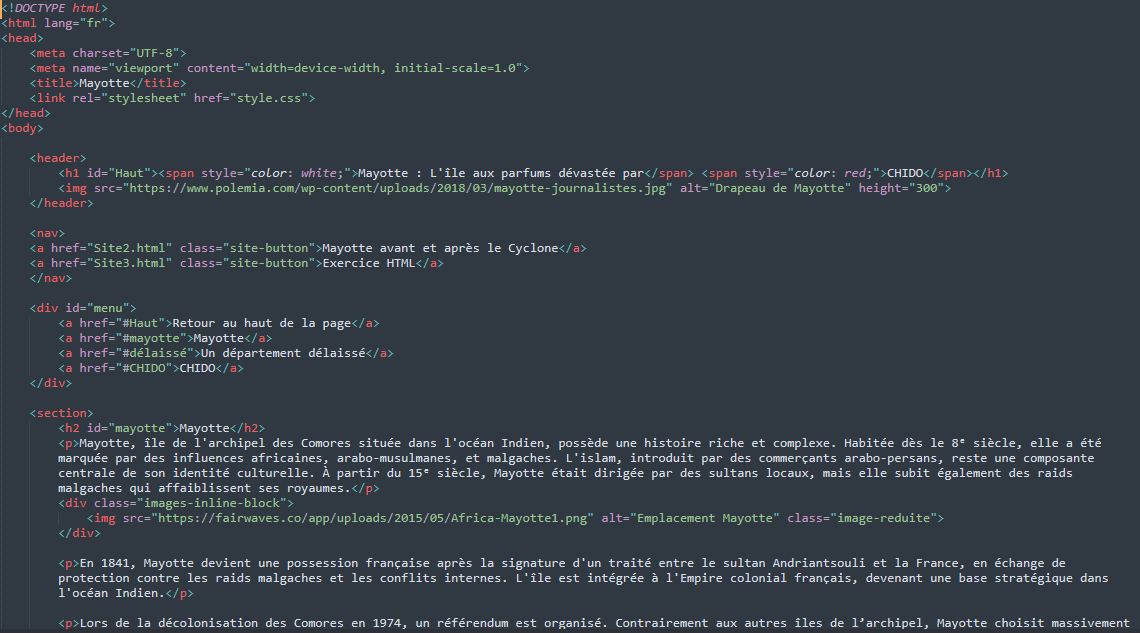 <!DOCTYPE html>
<html lang="fr">
<head>
    <meta charset="UTF-8">
    <meta name="viewport" content="width=device-width, initial-scale=1.0">
    <title>Mayotte</title>
    <link rel="stylesheet" href="style.css">
</head>
<body>
    <header>
        <h1 id="Haut"><span style="color: white;">Mayotte : L'île aux parfums dévastée par</span> <span style="color: red;">CHIDO</span></h1>
        <img src="https://www.polemia.com/wp-content/uploads/2018/03/mayotte-journalistes.jpg" alt="Drapeau de Mayotte" height="300">
    </header>
    <nav>
    <a href="Site2.html" class="site-button">Mayotte avant et après le Cyclone</a>
    <a href="Site3.html" class="site-button">Exercice HTML</a>
    </nav>
    <div id="menu">
        <a href="#Haut">Retour au haut de la page</a>
        <a href="#mayotte">Mayotte</a>
        <a href="#délaissé">Un département délaissé</a>
        <a href="#CHIDO">CHIDO</a>
    </div>
    <section>
        <h2 id="mayotte">Mayotte</h2>
        <p>Mayotte, île de l'archipel des Comores située dans l'océan Indien, possède une histoire riche et complexe. Habitée dès le 8ᵉ siècle, elle a été
        marquée par des influences africaines, arabo-musulmanes, et malgaches. L'islam, introduit par des commerçants arabo-persans, reste une composante
        centrale de son identité culturelle. À partir du 15ᵉ siècle, Mayotte était dirigée par des sultans locaux, mais elle subit également des raids
        malgaches qui affaiblissent ses royaumes.</p>
        <div class="images-inline-block">
            <img src="https://fairwaves.co/app/uploads/2015/05/Africa-Mayotte1.png" alt="Emplacement Mayotte" class="image-reduite">
        </div>
        <p>En 1841, Mayotte devient une possession française après la signature d'un traité entre le sultan Andriantsouli et la France, en échange de
        protection contre les raids malgaches et les conflits internes. L'île est intégrée à l'Empire colonial français, devenant une base stratégique dans
        l'océan Indien.</p>
        <p>Lors de la décolonisation des Comores en 1974, un référendum est organisé. Contrairement aux autres îles de l’archipel, Mayotte choisit massivement